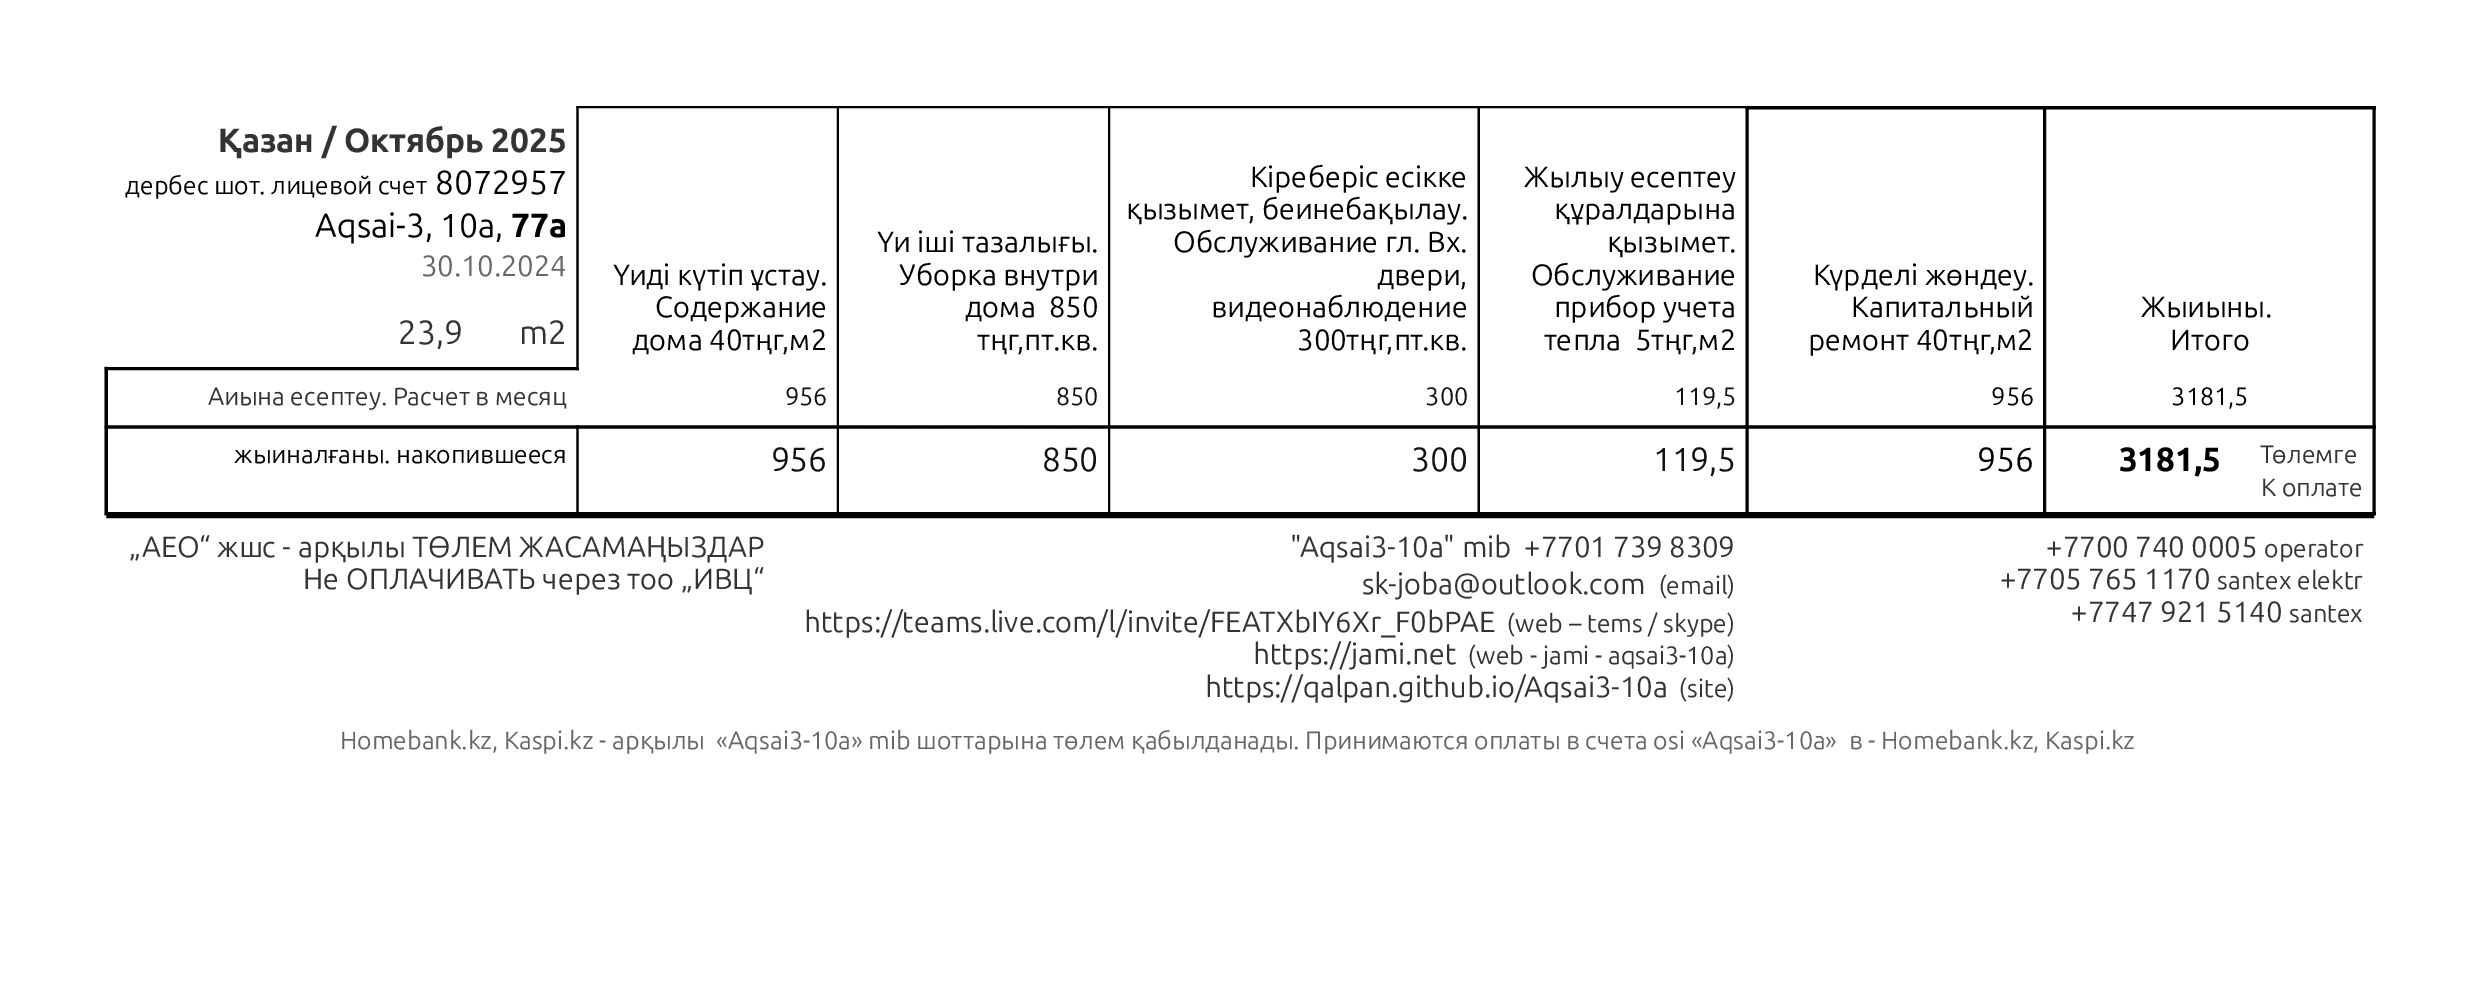 Қазан / Октябрь 2025
дербес шот. лицевой счет 8072957
Aqsai-3, 10a, 77a
30.10.2024
23,9 m2
Үиді күтіп ұстау.
Содержание
дома 40тңг,м2
Үи іші тазалығы.
Уборка внутри
дома 850
тңг,пт.кв.
Кіреберіс есікке
қызымет, беинебақылау.
Обслуживание гл. Вх.
двери,
видеонаблюдение
300тңг,пт.кв.
Жылыу есептеу
құралдарына
қызымет.
Обслуживание
прибор учета
тепла 5тңг,м2
Күрделі жөндеу.
Капитальный
ремонт 40тңг,м2
Жыиыны.
Итого
Аиына есептеу. Расчет в месяц 956 850 300 119,5 956 3181,5
жыиналғаны. накопившееся 956 850 300 119,5 956 3181,5 Төлемге
К оплате
„АЕО“ жшс - арқылы ТӨЛЕМ ЖАСАМАҢЫЗДАР
Не ОПЛАЧИВАТЬ через тоо „ИВЦ“
"Aqsai3-10a" mib +7701 739 8309
sk-joba@outlook.com (email)
https://teams.live.com/l/invite/FEATXbIY6Xr_F0bPAE (web – tems / skype)
https://jami.net (web - jami - aqsai3-10a)
https://qalpan.github.io/Aqsai3-10a (site)
+7700 740 0005 operator
+7705 765 1170 santex elektr
+7747 921 5140 santex
Homebank.kz, Kaspi.kz - арқылы «Aqsai3-10a» mib шоттарына төлем қабылданады. Принимаются оплаты в счета osi «Aqsai3-10a» в - Homebank.kz, Kaspi.kz